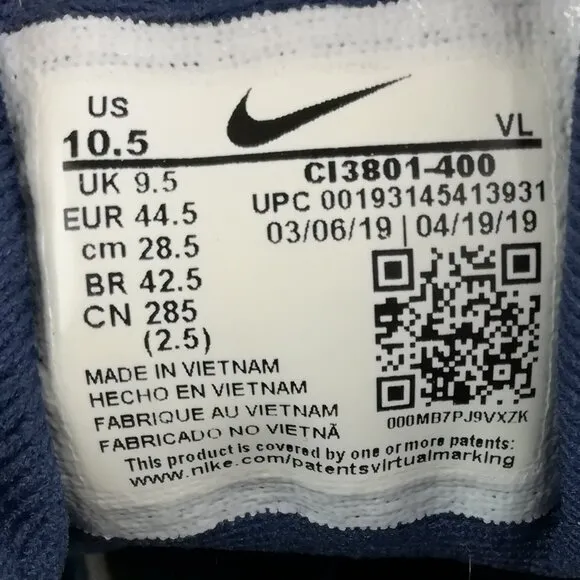 US
10.5
VL
UK 9.5
EUR 44.5
cm 28.5
BR 42.5
CN 285
(2.5)
CI3801-400
UPC 00193145413931
03/06/19 | 04/19/19
000MB7PJ9VXZK
MADE IN VIETNAM
HECHO EN VIETNAM
FABRIQUE AU VIETNAM
FABRICADO NO VIETNÃ
This product is covered by one or more patents:
www.nike.com/patentsvirtualmarking